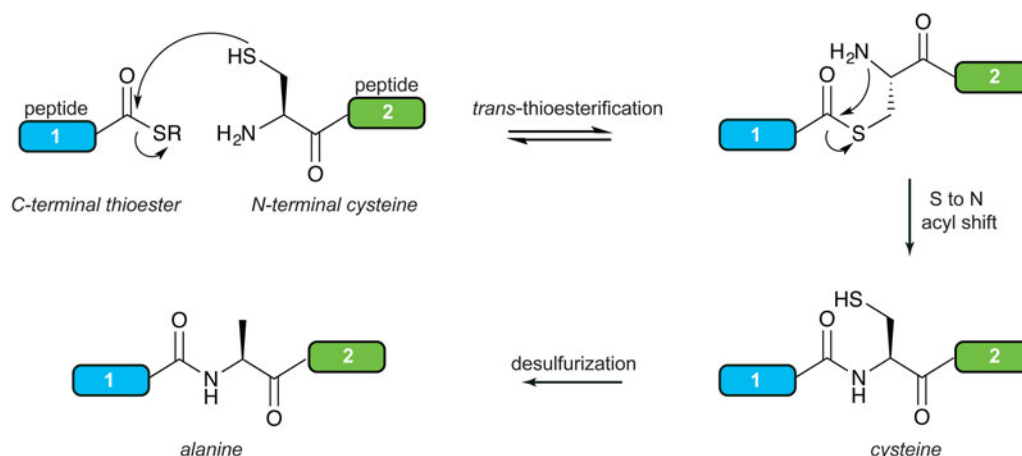 HS
O
peptide
1
SR
H2N
peptide
2
O
C-terminal thioester
N-terminal cysteine
trans-thioesterification
O
H2N
2
O
1
S
S to N
acyl shift
HS
O
1
N
H
2
O
cysteine
desulfurization
O
1
N
H
2
O
alanine